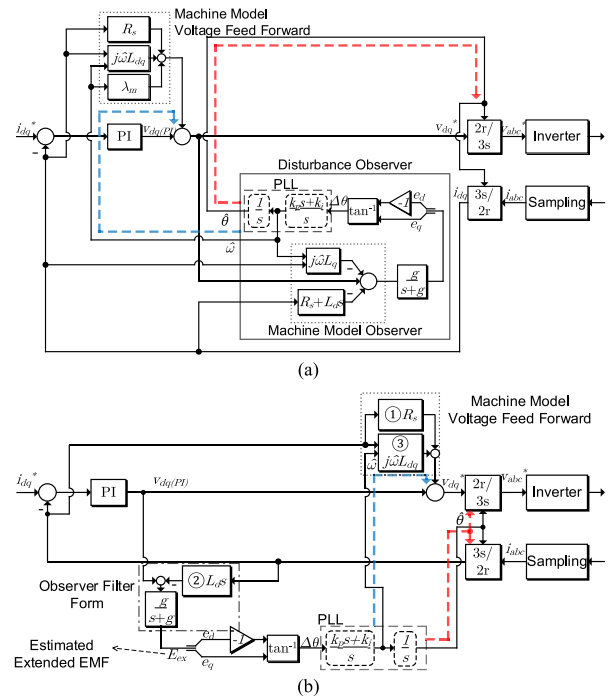 Machine Model
Voltage Feed Forward
R_s
jω̂L_dq
λ_m
i_dq*
-
PI
v_dq(PI)
v_dq*
2r/
3s
v_abc*
Inverter
Disturbance Observer
PLL
1/s
(k_p s+k_i)/s
Δθ
tan⁻¹
-1
e_d
e_q
θ̂
ω̂
i_dq
3s/
2r
i_abc
Sampling
jω̂L_q
-
-
R_s+L_d s
g/(s+g)
Machine Model Observer
(a)
Machine Model
Voltage Feed Forward
①R_s
③
jω̂L_dq
ω̂
i_dq*
-
PI
v_dq(PI)
v_dq*
2r/
3s
v_abc*
Inverter
θ̂
3s/
2r
i_abc
Sampling
Observer Filter
Form
-
②L_d s
g/(s+g)
Estimated
Extended EMF
E_ex
e_d
e_q
-1
tan⁻¹
Δθ
PLL
(k_p s+k_i)/s
1/s
(b)